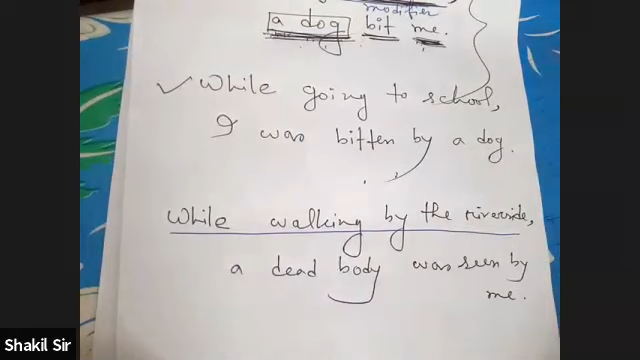 modifier
a dog bit me.
While going to school,
I was bitten by a dog.
While walking by the riverside,
a dead body was seen by
me.
Shakil Sir